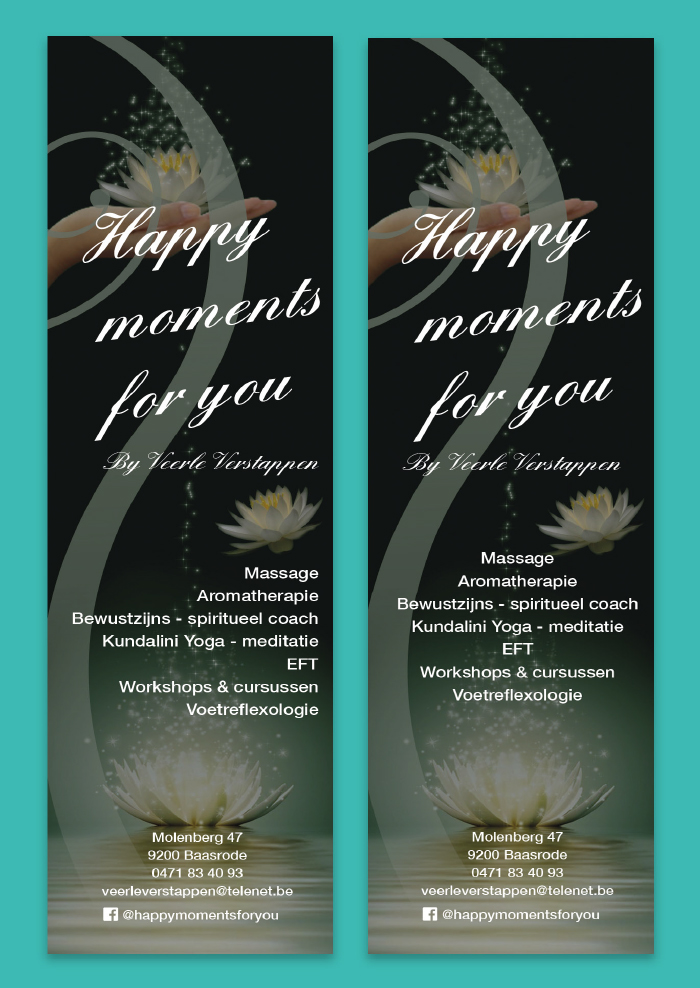 Happy
moments
for you
By Veerle Verstappen
Massage
Aromatherapie
Bewustzijns - spiritueel coach
Kundalini Yoga - meditatie
EFT
Workshops & cursussen
Voetreflexologie
Molenberg 47
9200 Baasrode
0471 83 40 93
veerleverstappen@telenet.be
@happymomentsforyou
Happy
moments
for you
By Veerle Verstappen
Massage
Aromatherapie
Bewustzijns - spiritueel coach
Kundalini Yoga - meditatie
EFT
Workshops & cursussen
Voetreflexologie
Molenberg 47
9200 Baasrode
0471 83 40 93
veerleverstappen@telenet.be
@happymomentsforyou